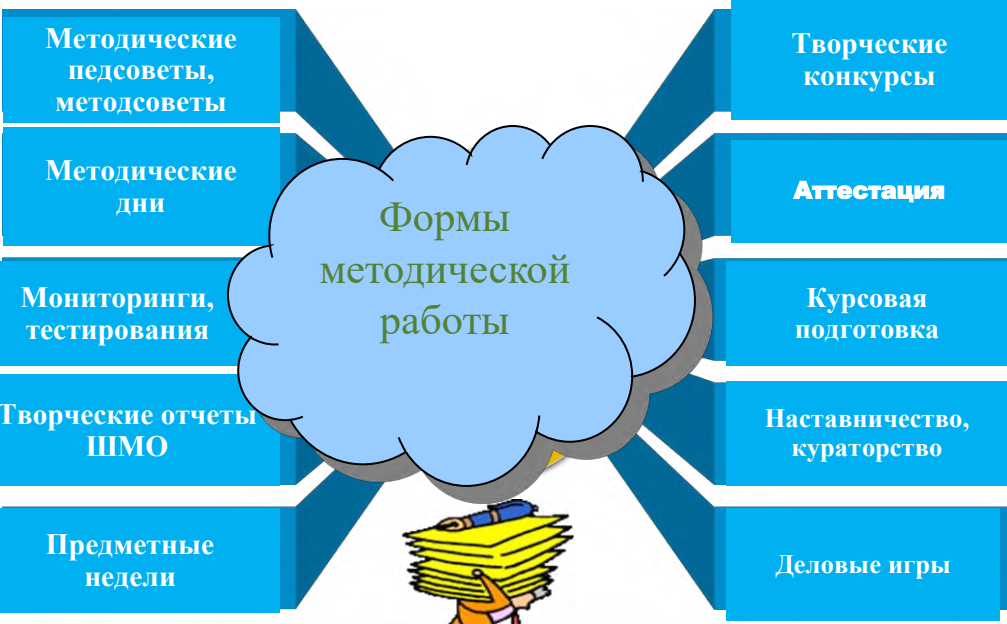 Методические
педсоветы,
методсоветы
Методические
дни
Мониторинги,
тестирования
Творческие отчеты
ШМО
Предметные
недели
Формы
методической
работы
Творческие
конкурсы
Аттестация
Курсовая
подготовка
Наставничество,
кураторство
Деловые игры